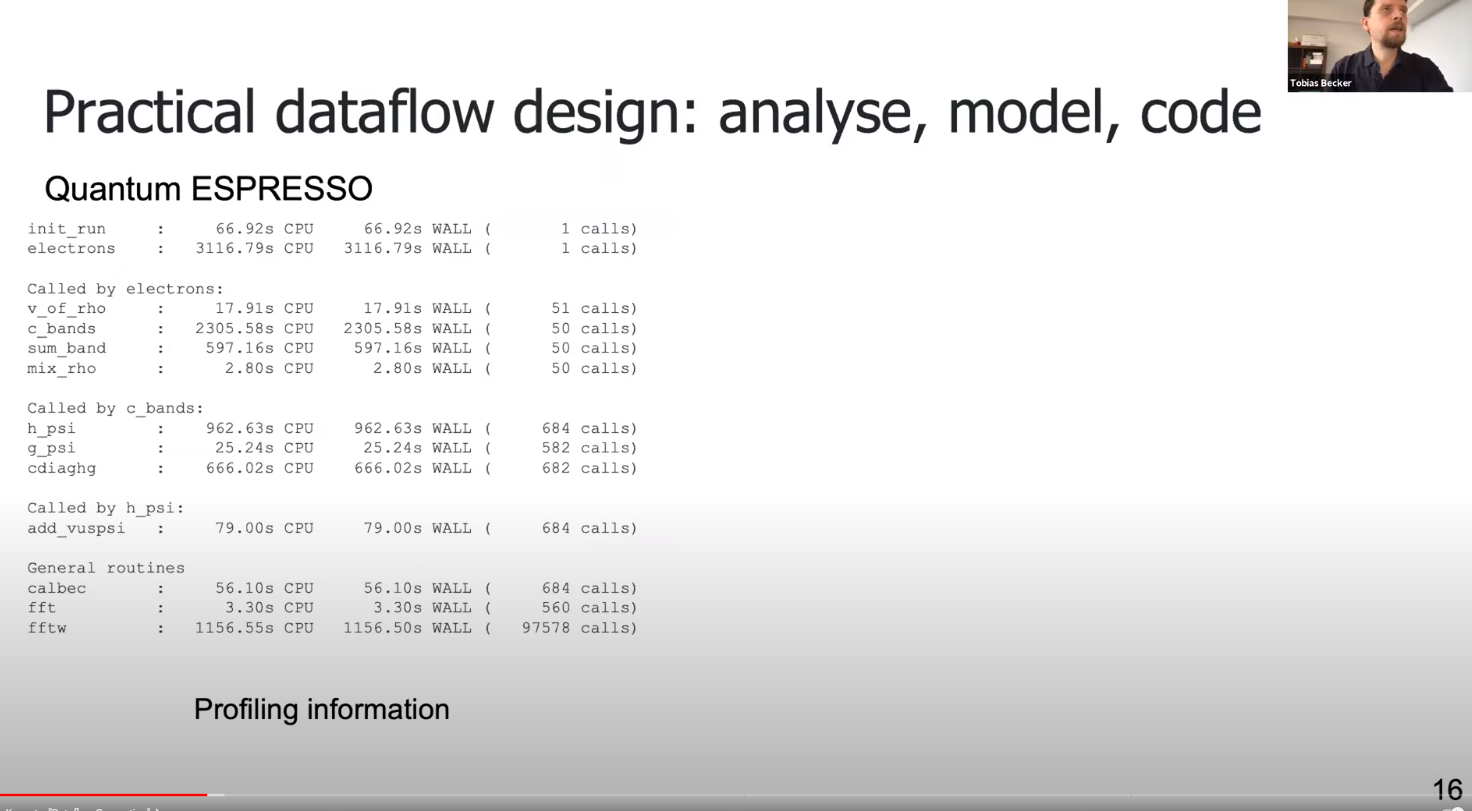 Tobias Becker
Practical dataflow design: analyse, model, code
Quantum ESPRESSO
init_run : 66.92s CPU 66.92s WALL ( 1 calls)
electrons : 3116.79s CPU 3116.79s WALL ( 1 calls)
Called by electrons:
v_of_rho : 17.91s CPU 17.91s WALL ( 51 calls)
c_bands : 2305.58s CPU 2305.58s WALL ( 50 calls)
sum_band : 597.16s CPU 597.16s WALL ( 50 calls)
mix_rho : 2.80s CPU 2.80s WALL ( 50 calls)
Called by c_bands:
h_psi : 962.63s CPU 962.63s WALL ( 684 calls)
g_psi : 25.24s CPU 25.24s WALL ( 582 calls)
cdiaghg : 666.02s CPU 666.02s WALL ( 682 calls)
Called by h_psi:
add_vuspsi : 79.00s CPU 79.00s WALL ( 684 calls)
General routines
calbec : 56.10s CPU 56.10s WALL ( 684 calls)
fft : 3.30s CPU 3.30s WALL ( 560 calls)
fftw : 1156.55s CPU 1156.50s WALL ( 97578 calls)
Profiling information
16